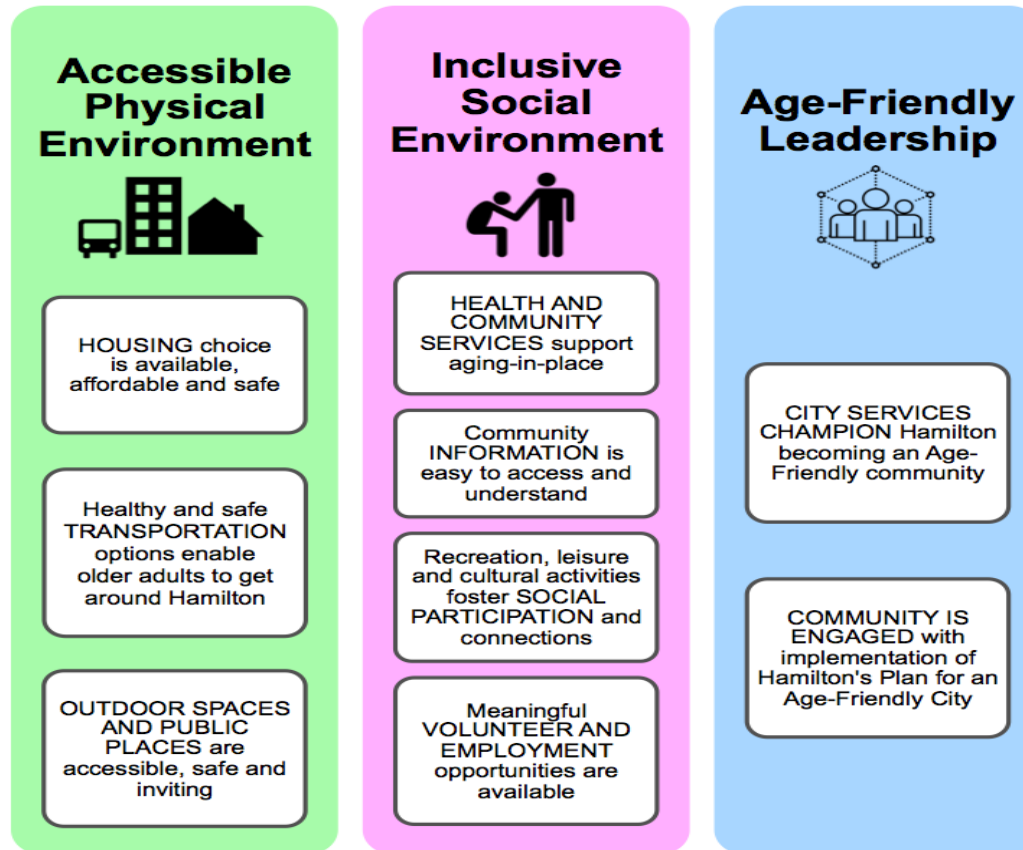 Accessible
Physical
Environment
HOUSING choice
is available,
affordable and safe
Healthy and safe
TRANSPORTATION
options enable
older adults to get
around Hamilton
OUTDOOR SPACES
AND PUBLIC
PLACES are
accessible, safe and
inviting
Inclusive
Social
Environment
HEALTH AND
COMMUNITY
SERVICES support
aging-in-place
Community
INFORMATION is
easy to access and
understand
Recreation, leisure
and cultural activities
foster SOCIAL
PARTICIPATION and
connections
Meaningful
VOLUNTEER AND
EMPLOYMENT
opportunities are
available
Age-Friendly
Leadership
CITY SERVICES
CHAMPION Hamilton
becoming an Age-
Friendly community
COMMUNITY IS
ENGAGED with
implementation of
Hamilton's Plan for an
Age-Friendly City